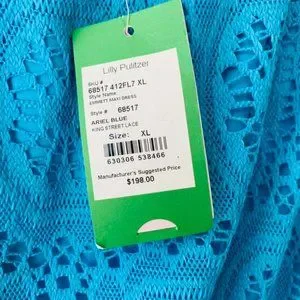 Lilly Pulitzer
SKU #
68517 412FL7 XL
Style Name:
EMMETT MAXI DRESS
Style # 68517
ARIEL BLUE
KING STREET LACE
Size: XL
630306 538466
Manufacturer's Suggested Price
$198.00